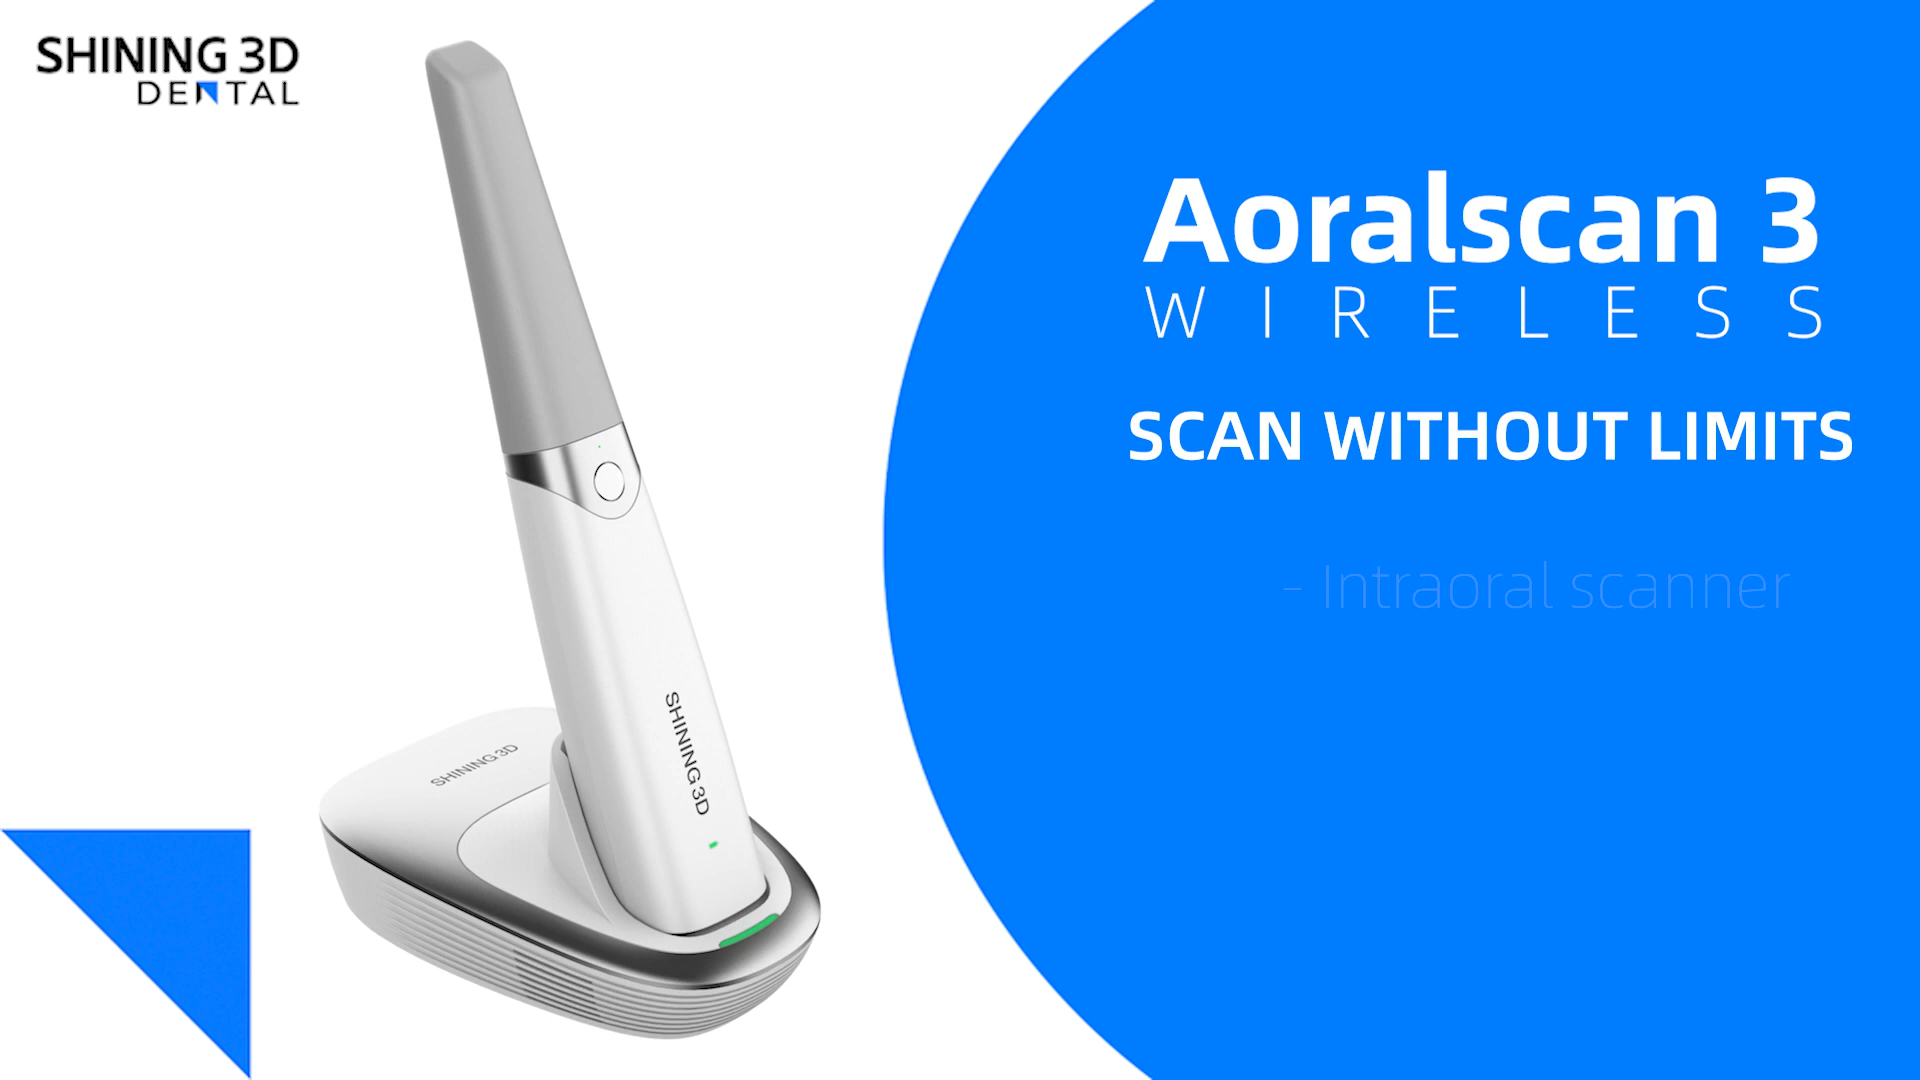 SHINING 3D
DENTAL
Aoralscan 3
WIRELESS
SCAN WITHOUT LIMITS
- Intraoral scanner
SHINING 3D
SHINING 3D